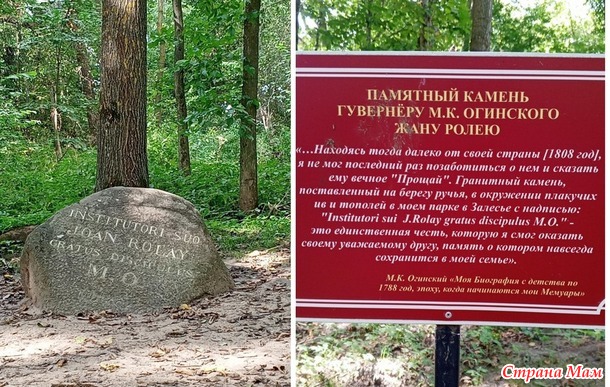 INSTITUTORI SUO
JOAN ROLAY
GRATUS DISCIPULUS
M.O.
ПАМЯТНЫЙ КАМЕНЬ
ГУВЕРНЁРУ М.К. ОГИНСКОГО
ЖАНУ РОЛЕЮ
«…Находясь тогда далеко от своей страны [1808 год],
я не мог последний раз позаботиться о нем и сказать
ему вечное "Прощай". Гранитный камень,
поставленный на берегу ручья, в окружении плакучих
ив и тополей в моем парке в Залесье с надписью:
"Institutori sui J.Rolay gratus discipulus M.O." -
это единственная честь, которую я смог оказать
своему уважаемому другу, память о котором навсегда
сохранится в моей семье».
М.К. Огинский «Моя Биография с детства по
1788 год, эпоху, когда начинаются мои Мемуары»
Страна Мам